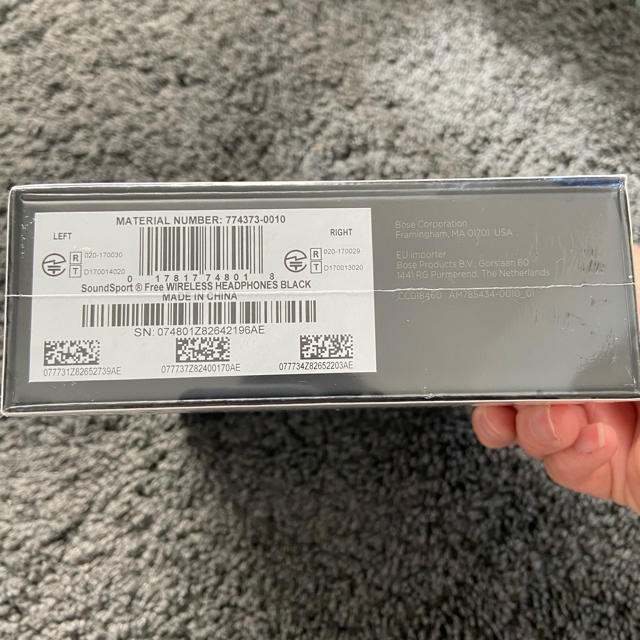 MATERIAL NUMBER: 774373-0010
LEFT
RIGHT
R 020-170030
T D170014020
R 020-170029
T D170013020
0 17817 74801 8
SoundSport ® Free WIRELESS HEADPHONES BLACK
MADE IN CHINA
SN: 074801Z82642196AE
077731Z82652739AE
077737Z82400170AE
077734Z82652203AE
Bose Corporation
Framingham, MA 01701 USA
EU importer
Bose Products B.V., Gorslaan 60
1441 RG Purmerend, The Netherlands
CC018460 AM785434-0010_01